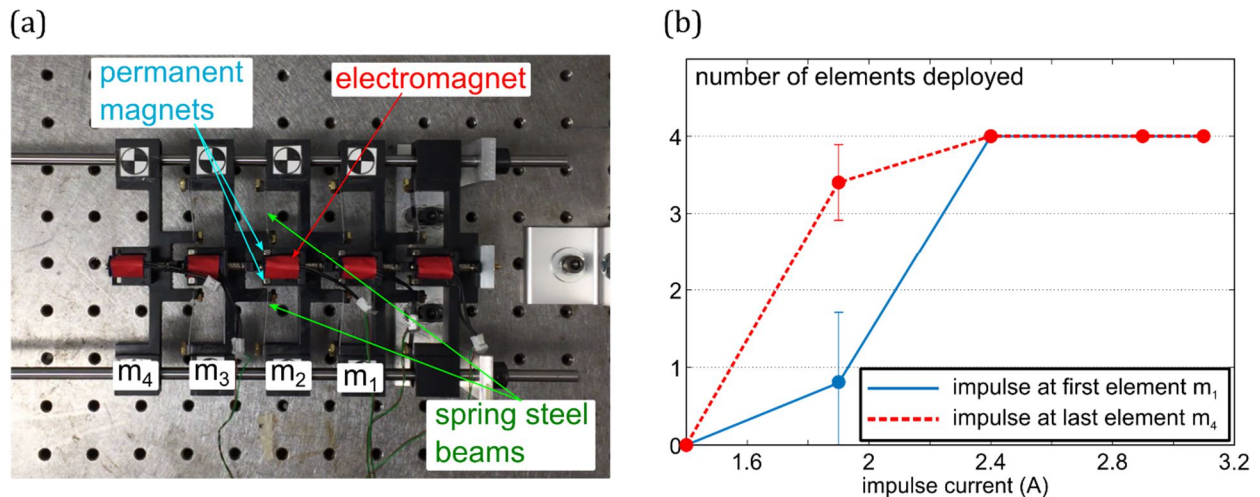 (a)
permanent
magnets
electromagnet
m4
m3
m2
m1
spring steel
beams
(b)
number of elements deployed
4
3
2
1
0
1.6
2
2.4
2.8
3.2
impulse current (A)
impulse at first element m1
impulse at last element m4